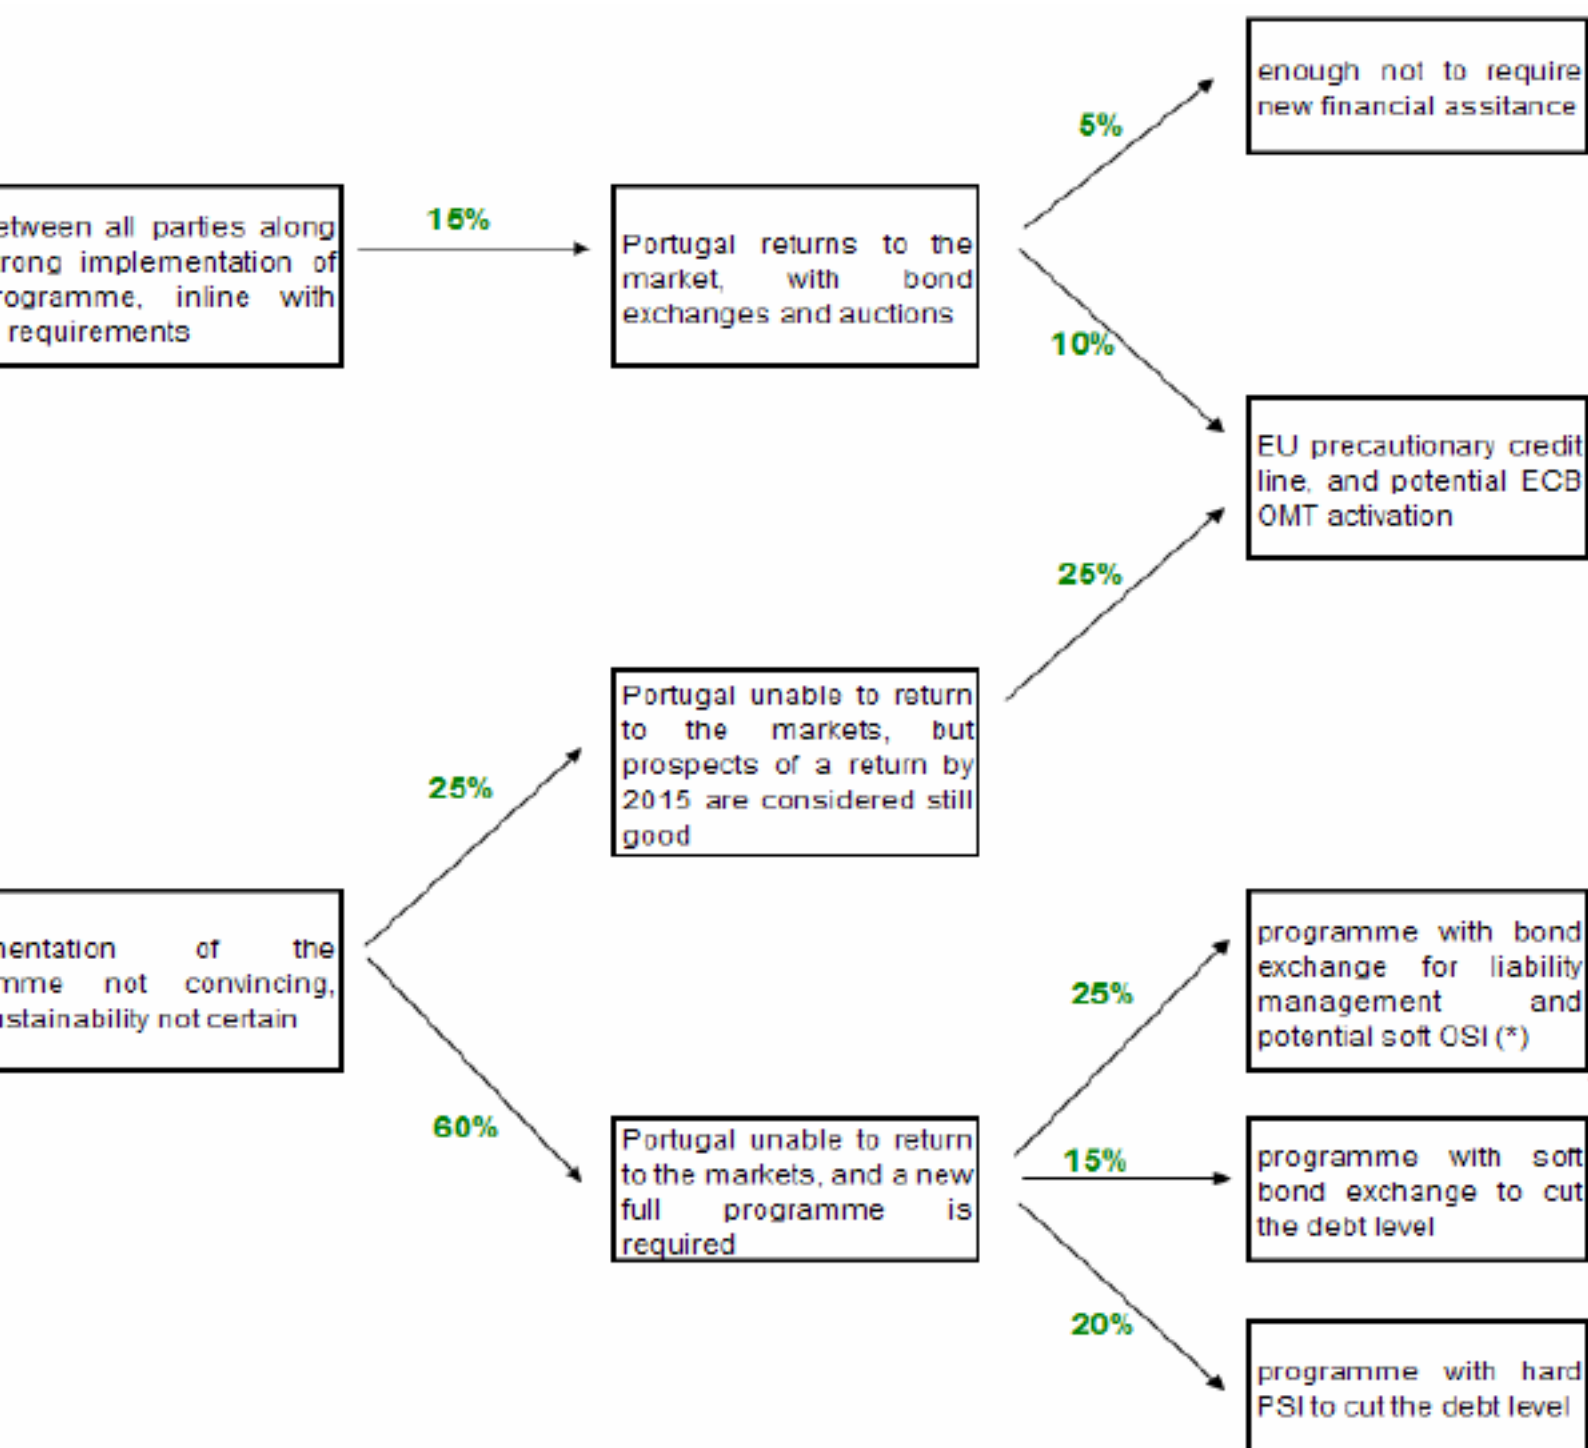 enough not to require
new financial assitance
5%
etween all parties along
rong implementation of
rogramme, inline with
requirements
15%
Portugal returns to the
market, with bond
exchanges and auctions
10%
EU precautionary credit
line, and potential ECB
OMT activation
25%
Portugal unable to return
to the markets, but
prospects of a return by
2015 are considered still
good
25%
mentation of the
mme not convincing,
ustainability not certain
60%
Portugal unable to return
to the markets, and a new
full programme is
required
25%
programme with bond
exchange for liability
management and
potential soft OSI (*)
15%
programme with soft
bond exchange to cut
the debt level
20%
programme with hard
PSI to cut the debt level